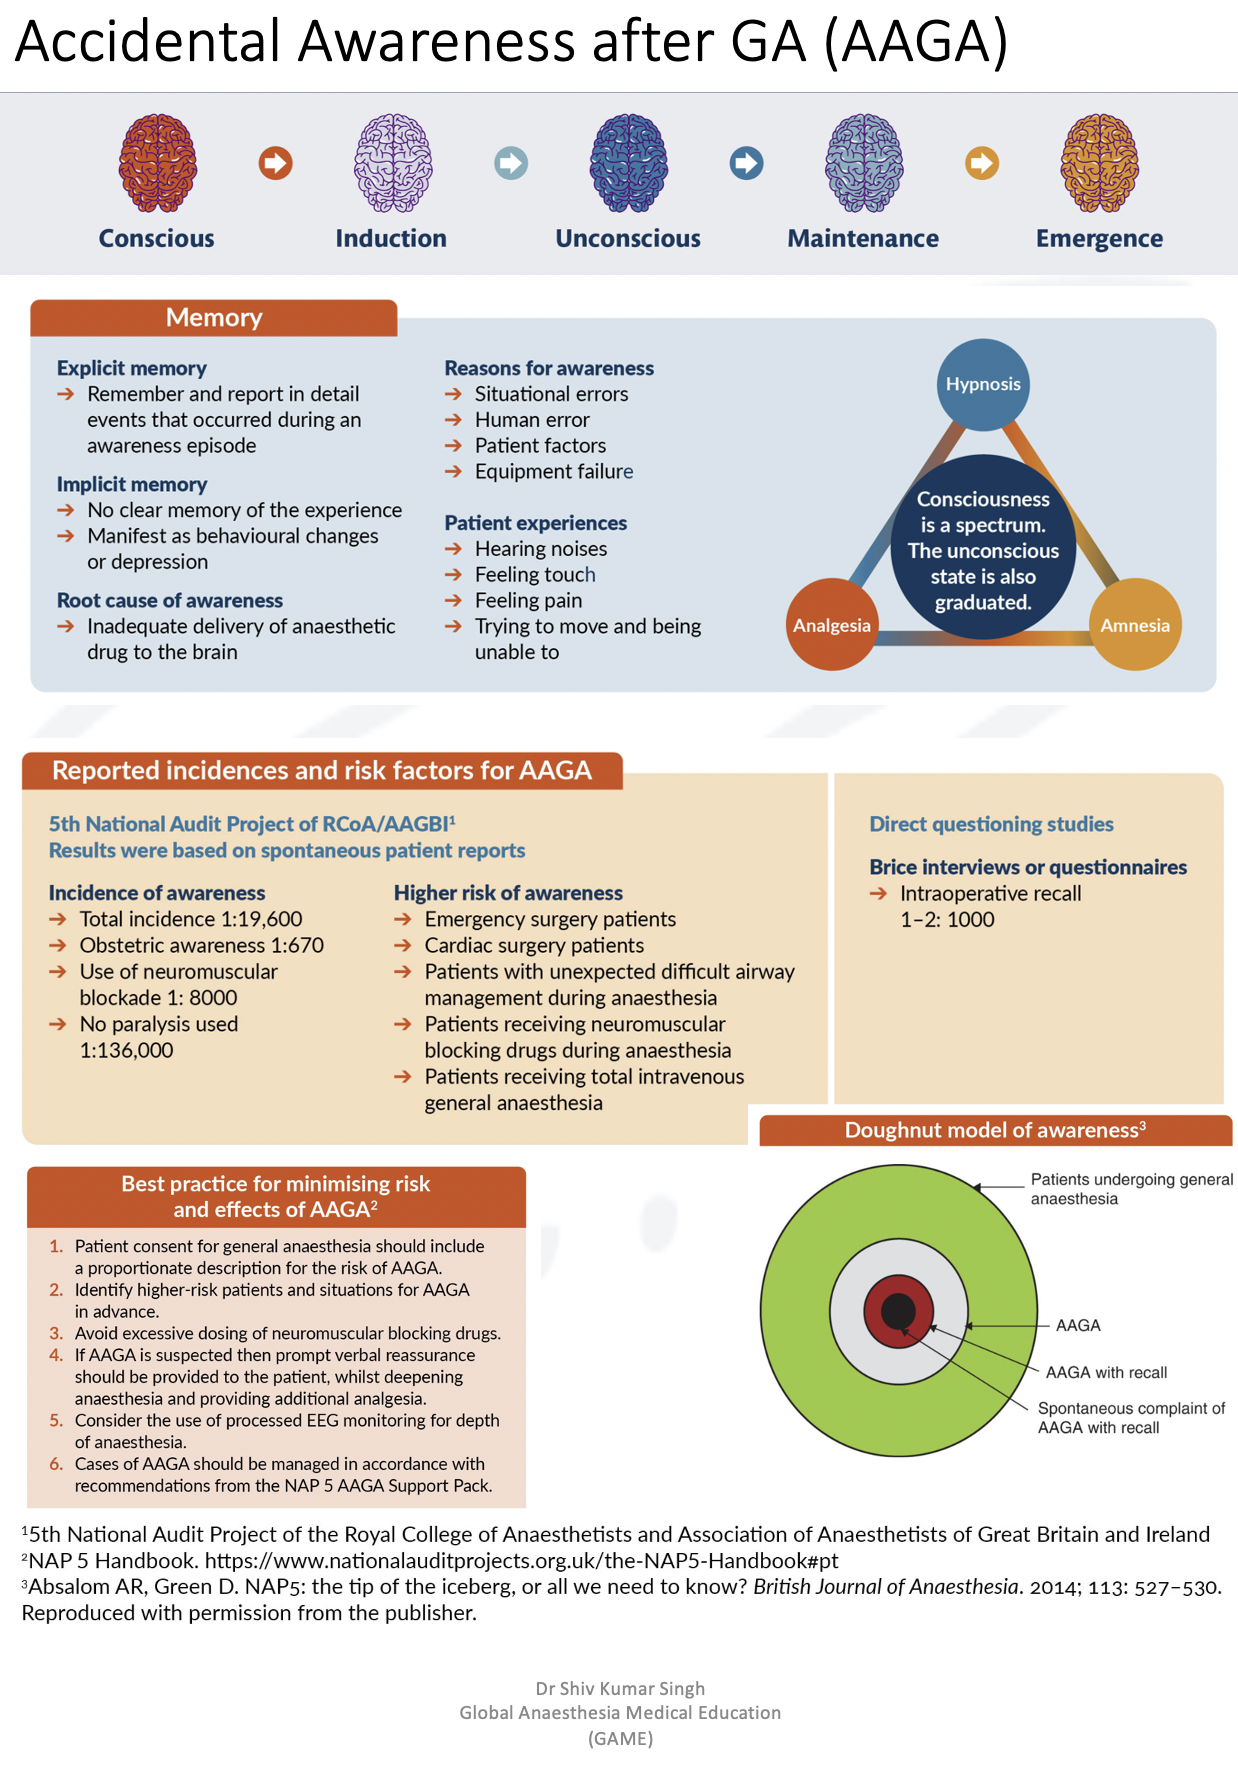 Accidental Awareness after GA (AAGA)
Conscious
Induction
Unconscious
Maintenance
Emergence
Memory
Explicit memory
➔ Remember and report in detail
events that occurred during an
awareness episode
Implicit memory
➔ No clear memory of the experience
➔ Manifest as behavioural changes
or depression
Root cause of awareness
➔ Inadequate delivery of anaesthetic
drug to the brain
Reasons for awareness
➔ Situational errors
➔ Human error
➔ Patient factors
➔ Equipment failure
Patient experiences
➔ Hearing noises
➔ Feeling touch
➔ Feeling pain
➔ Trying to move and being
unable to
Hypnosis
Consciousness
is a spectrum.
The unconscious
state is also
graduated.
Analgesia
Amnesia
Reported incidences and risk factors for AAGA
5th National Audit Project of RCoA/AAGBI¹
Results were based on spontaneous patient reports
Incidence of awareness
➔ Total incidence 1:19,600
➔ Obstetric awareness 1:670
➔ Use of neuromuscular
blockade 1: 8000
➔ No paralysis used
1:136,000
Higher risk of awareness
➔ Emergency surgery patients
➔ Cardiac surgery patients
➔ Patients with unexpected difficult airway
management during anaesthesia
➔ Patients receiving neuromuscular
blocking drugs during anaesthesia
➔ Patients receiving total intravenous
general anaesthesia
Direct questioning studies
Brice interviews or questionnaires
➔ Intraoperative recall
1–2: 1000
Doughnut model of awareness³
Patients undergoing general
anaesthesia
AAGA
AAGA with recall
Spontaneous complaint of
AAGA with recall
Best practice for minimising risk
and effects of AAGA²
1. Patient consent for general anaesthesia should include
a proportionate description for the risk of AAGA.
2. Identify higher-risk patients and situations for AAGA
in advance.
3. Avoid excessive dosing of neuromuscular blocking drugs.
4. If AAGA is suspected then prompt verbal reassurance
should be provided to the patient, whilst deepening
anaesthesia and providing additional analgesia.
5. Consider the use of processed EEG monitoring for depth
of anaesthesia.
6. Cases of AAGA should be managed in accordance with
recommendations from the NAP 5 AAGA Support Pack.
¹5th National Audit Project of the Royal College of Anaesthetists and Association of Anaesthetists of Great Britain and Ireland
²NAP 5 Handbook. https://www.nationalauditprojects.org.uk/the-NAP5-Handbook#pt
³Absalom AR, Green D. NAP5: the tip of the iceberg, or all we need to know? British Journal of Anaesthesia. 2014; 113: 527–530.
Reproduced with permission from the publisher.
Dr Shiv Kumar Singh
Global Anaesthesia Medical Education
(GAME)